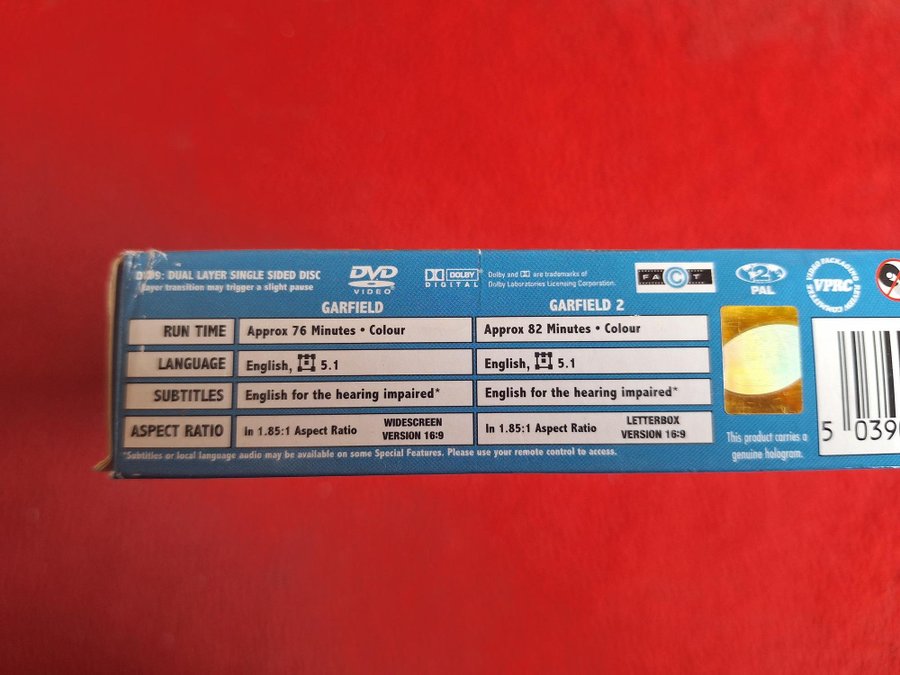 DVD9: DUAL LAYER SINGLE SIDED DISC
Layer transition may trigger a slight pause
DVD
VIDEO
DOLBY
DIGITAL
Dolby and are trademarks of
Dolby Laboratories Licensing Corporation.
FACT
2
PAL
VIDEO PACKAGING REVIEW COMMITTEE
VPRC
GARFIELD GARFIELD 2
RUN TIME Approx 76 Minutes • Colour Approx 82 Minutes • Colour
LANGUAGE English, 5.1 English, 5.1
SUBTITLES English for the hearing impaired* English for the hearing impaired*
ASPECT RATIO In 1.85:1 Aspect Ratio WIDESCREEN VERSION 16:9 In 1.85:1 Aspect Ratio LETTERBOX VERSION 16:9
*Subtitles or local language audio may be available on some Special Features. Please use your remote control to access.
This product carries a
genuine hologram.
5 039